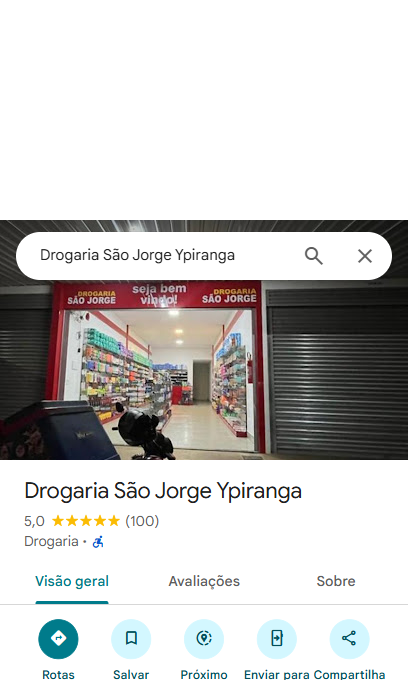 Drogaria São Jorge Ypiranga
DROGARIA
SÃO JORGE
seja bem
vindo!
DROGARIA
SÃO JORGE
Drogaria São Jorge Ypiranga
5,0 (100)
Drogaria ·
Visão geral Avaliações Sobre
Rotas Salvar Próximo Enviar para Compartilha